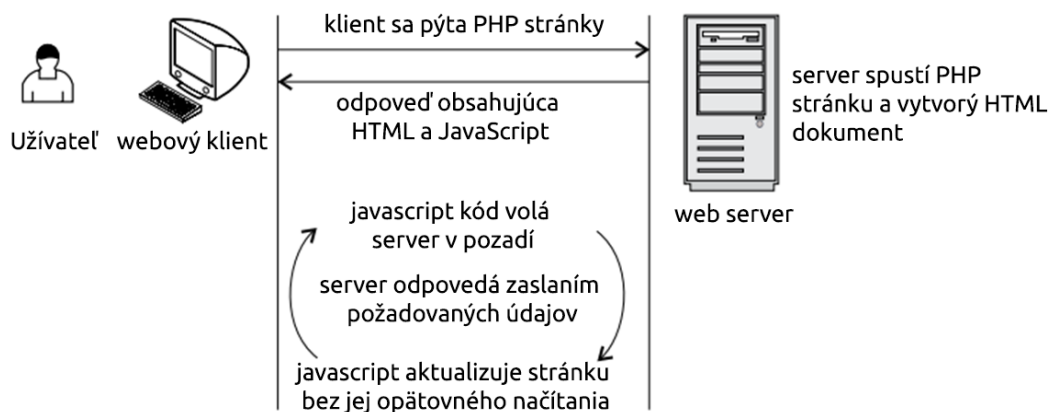 klient sa pýta PHP stránky
odpoveď obsahujúca
HTML a JavaScript
Užívateľ
webový klient
server spustí PHP
stránku a vytvorý HTML
dokument
web server
javascript kód volá
server v pozadí
server odpovedá zaslaním
požadovaných údajov
javascript aktualizuje stránku
bez jej opätovného načítania